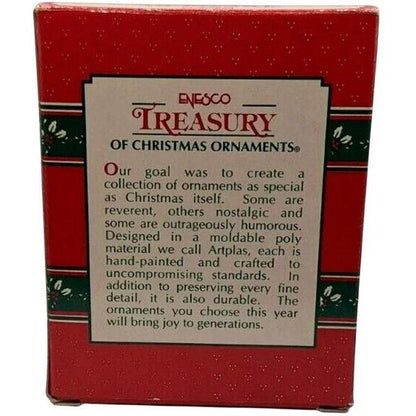 ENESCO
TREASURY
OF CHRISTMAS ORNAMENTS®
Our goal was to create a
collection of ornaments as special
as Christmas itself. Some are
reverent, others nostalgic and
some are outrageously humorous.
Designed in a moldable poly
material we call Artplas, each is
hand-painted and crafted to
uncompromising standards. In
addition to preserving every fine
detail, it is also durable. The
ornaments you choose this year
will bring joy to generations.